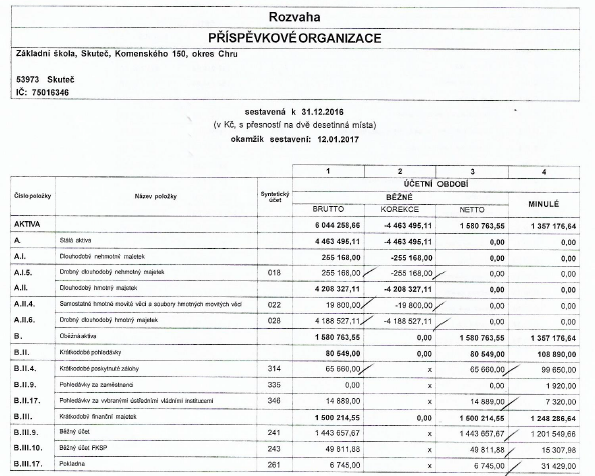 Rozvaha
PŘÍSPĚVKOVÉ ORGANIZACE
Základní škola, Skuteč, Komenského 150, okres Chru
53973 Skuteč
IČ: 75016346
sestavená k 31.12.2016
(v Kč, s přesností na dvě desetinná místa)
okamžik sestavení: 12.01.2017
1 2 3 4
ÚČETNÍ OBDOBÍ
Číslo položky Název položky Syntetický účet BĚŽNÉ MINULÉ
BRUTTO KOREKCE NETTO
AKTIVA 6 044 258,66 -4 463 495,11 1 580 763,55 1 357 176,64
A. Stálá aktiva 4 463 495,11 -4 463 495,11 0,00 0,00
A.I. Dlouhodobý nehmotný majetek 255 168,00 -255 168,00 0,00 0,00
A.I.5. Drobný dlouhodobý nehmotný majetek 018 255 168,00 -255 168,00 0,00 0,00
A.II. Dlouhodobý hmotný majetek 4 208 327,11 -4 208 327,11 0,00 0,00
A.II.4. Samostatné hmotné movité věci a soubory hmotných movitých věcí 022 19 800,00 -19 800,00 0,00 0,00
A.II.6. Drobný dlouhodobý hmotný majetek 028 4 188 527,11 -4 188 527,11 0,00 0,00
B. Oběžná aktiva 1 580 763,55 0,00 1 580 763,55 1 357 176,64
B.II. Krátkodobé pohledávky 80 549,00 0,00 80 549,00 108 890,00
B.II.4. Krátkodobé poskytnuté zálohy 314 65 660,00 x 65 660,00 99 650,00
B.II.9. Pohledávky za zaměstnanci 335 0,00 x 0,00 1 920,00
B.II.17. Pohledávky za vybranými ústředními vládními institucemi 346 14 889,00 x 14 889,00 7 320,00
B.III. Krátkodobý finanční majetek 1 500 214,55 0,00 1 500 214,55 1 248 286,64
B.III.9. Běžný účet 241 1 443 657,67 x 1 443 657,67 1 201 549,66
B.III.10. Běžný účet FKSP 243 49 811,88 x 49 811,88 15 307,98
B.III.17. Pokladna 261 6 745,00 x 6 745,00 31 429,00